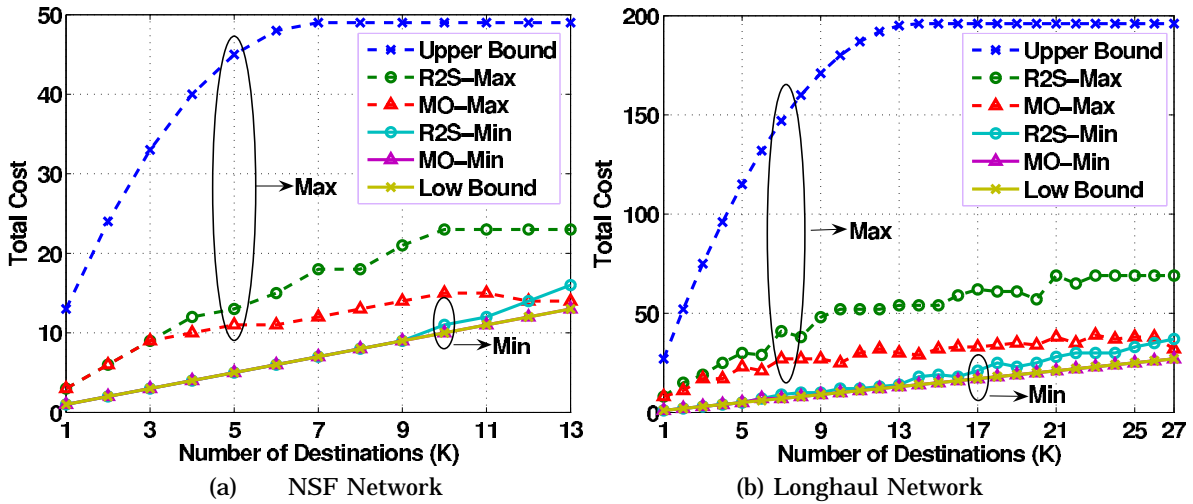 50
40
30
20
10
0
Total Cost
1
3
5
7
9
11
13
Number of Destinations (K)
Upper Bound
R2S–Max
MO–Max
R2S–Min
MO–Min
Low Bound
Max
Min
(a) NSF Network
200
150
100
50
0
Total Cost
1
5
9
13
17
21
25
27
Number of Destinations (K)
Upper Bound
R2S–Max
MO–Max
R2S–Min
MO–Min
Low Bound
Max
Min
(b) Longhaul Network